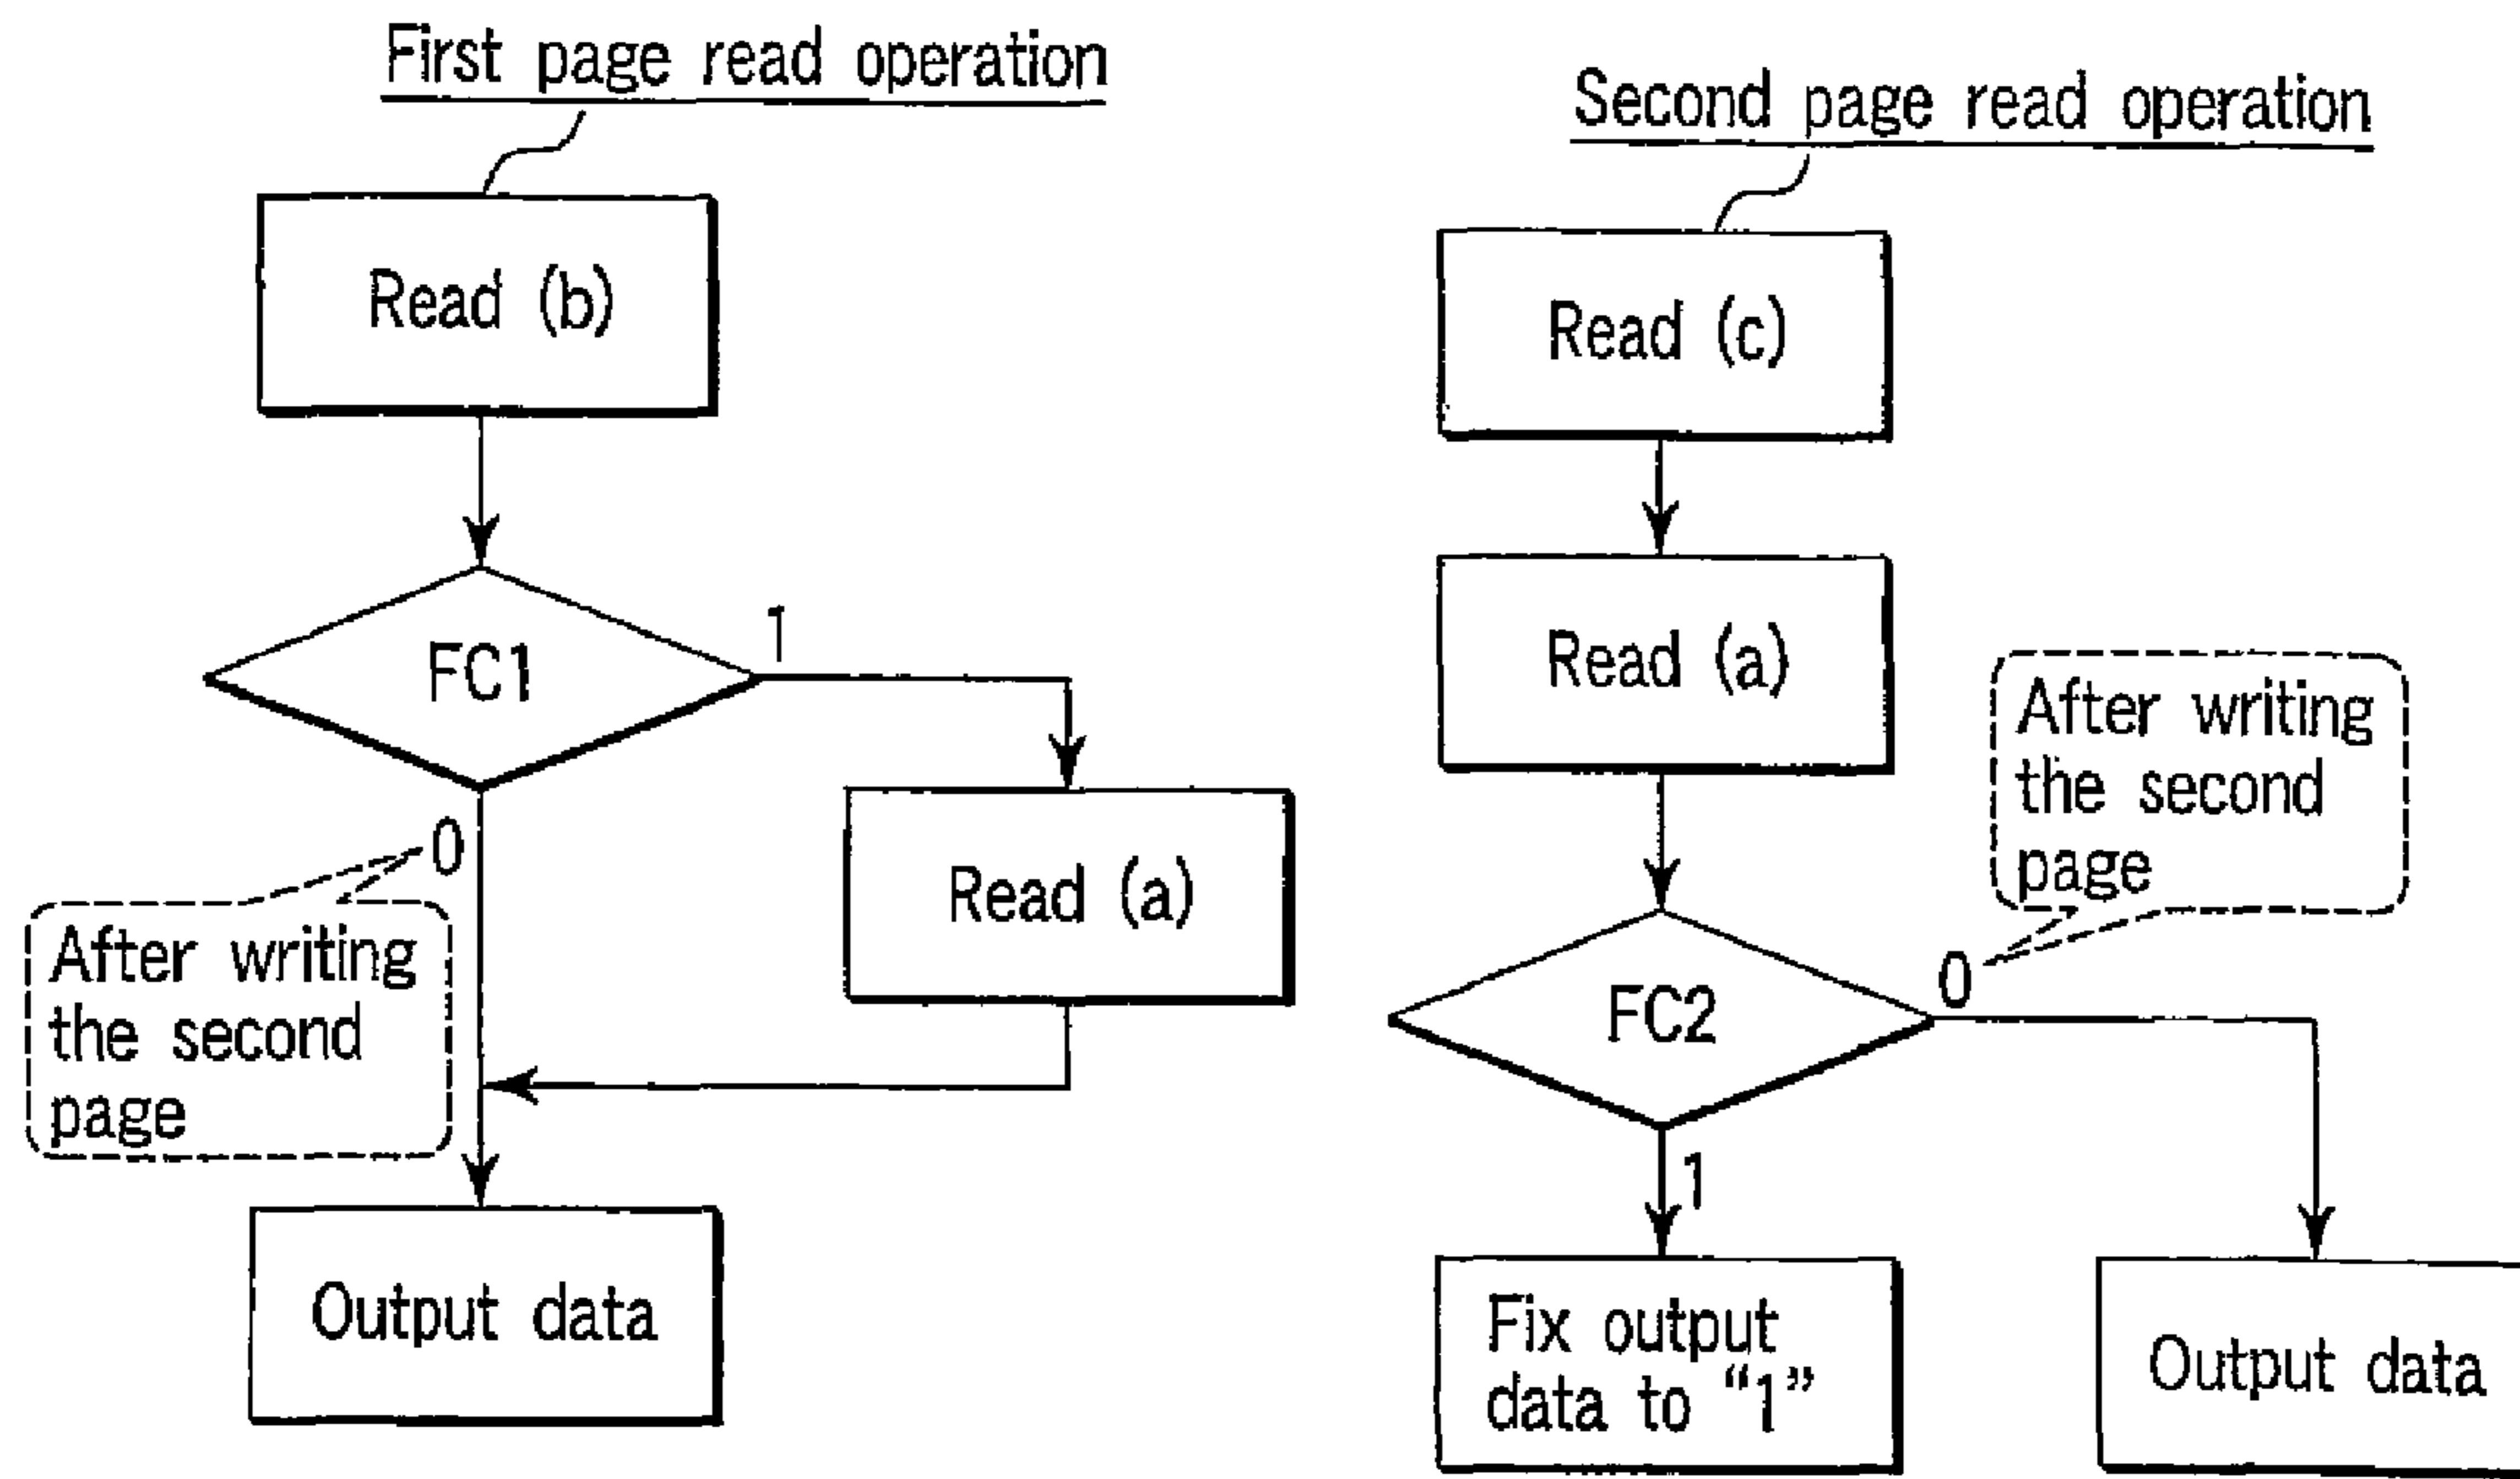 First page read operation
Read (b)
FC1
1
0
Read (a)
After writing
the second
page
Output data
Second page read operation
Read (c)
Read (a)
After writing
the second
page
FC2
0
1
Fix output
data to “1”
Output data